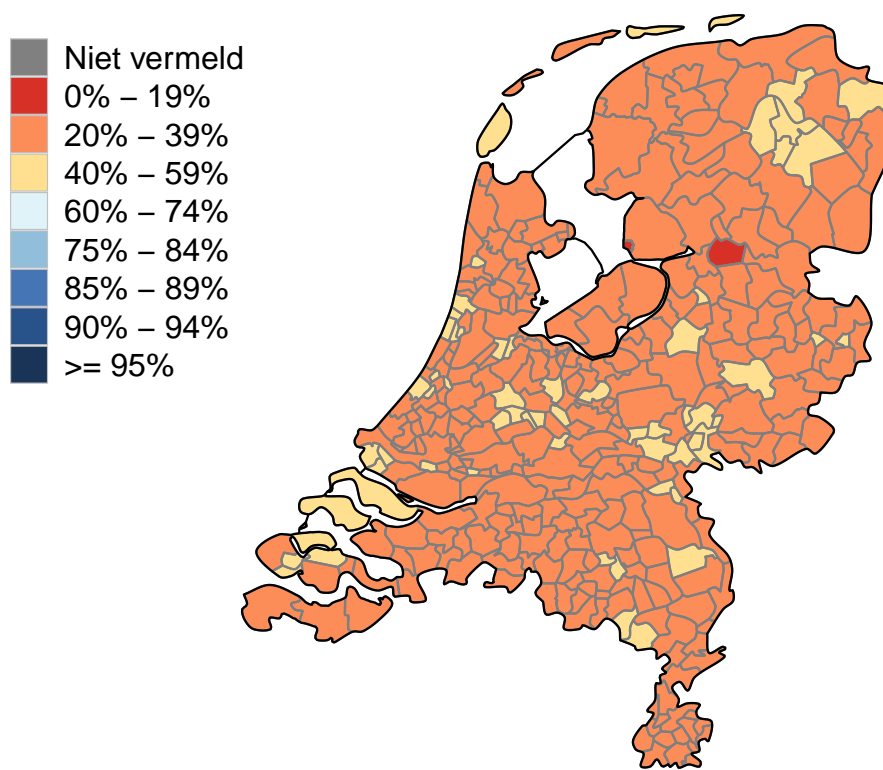 Niet vermeld
0% – 19%
20% – 39%
40% – 59%
60% – 74%
75% – 84%
85% – 89%
90% – 94%
>= 95%